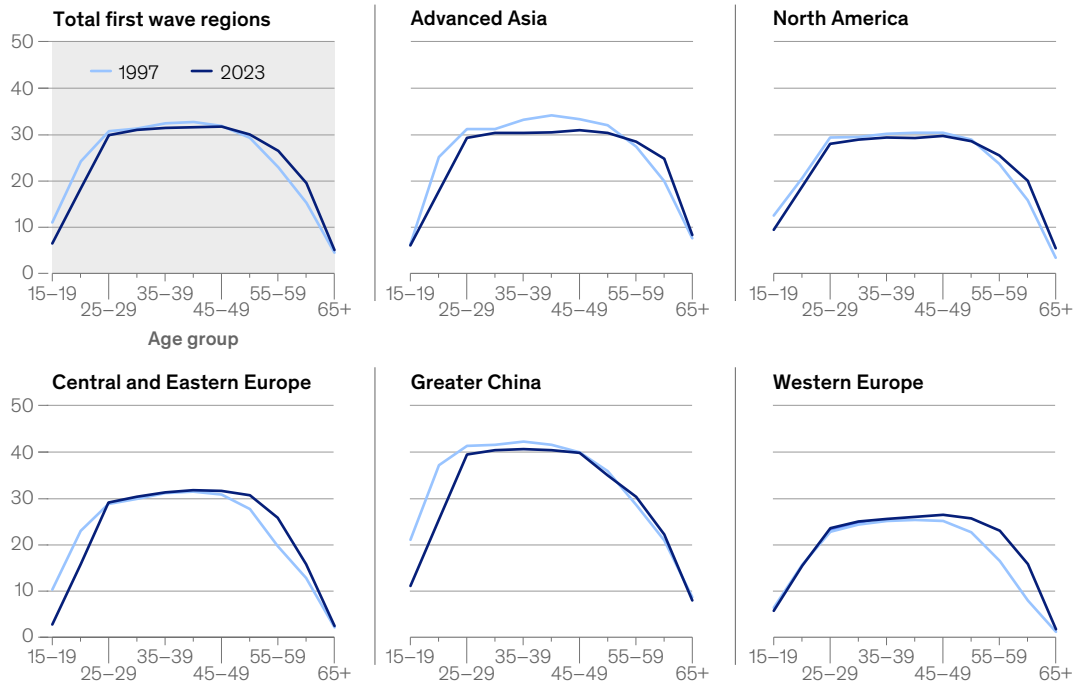 Total first wave regions
50
40
30
20
10
0
1997 2023
15–19 35–39 55–59
25–29 45–49 65+
Age group
Advanced Asia
15–19 35–39 55–59
25–29 45–49 65+
North America
15–19 35–39 55–59
25–29 45–49 65+
Central and Eastern Europe
50
40
30
20
10
0
15–19 35–39 55–59
25–29 45–49 65+
Greater China
15–19 35–39 55–59
25–29 45–49 65+
Western Europe
15–19 35–39 55–59
25–29 45–49 65+